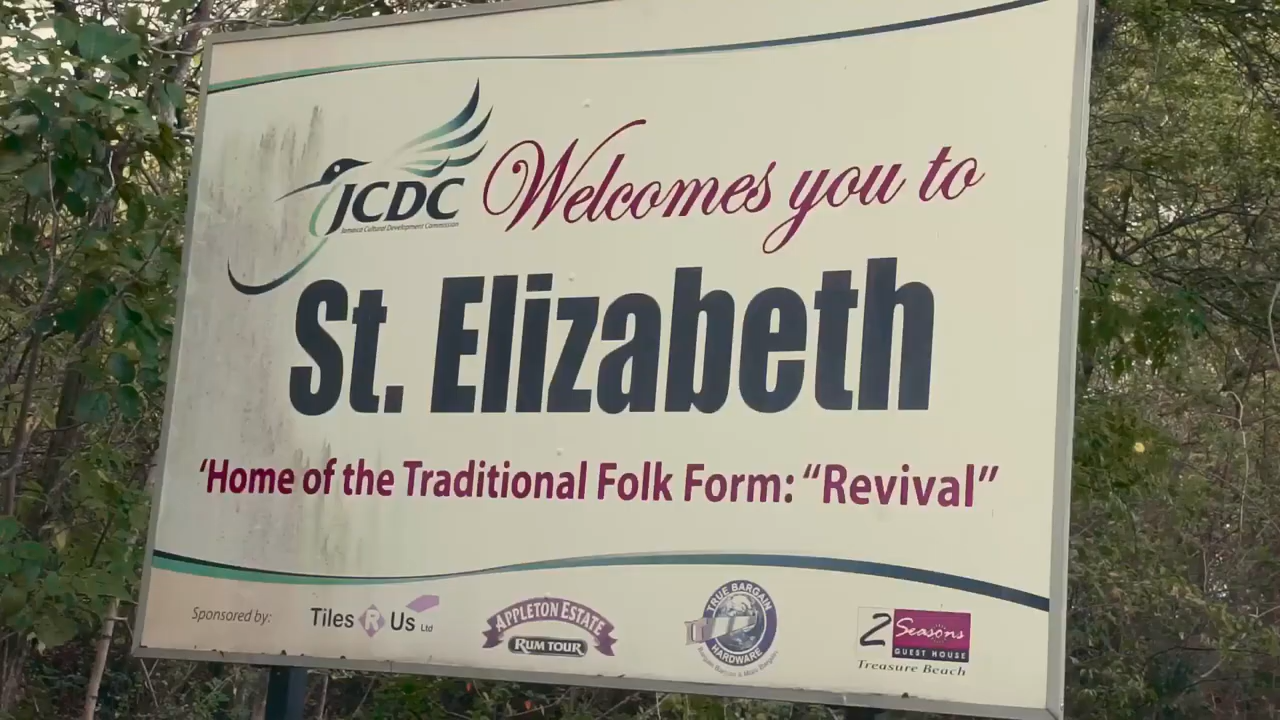 JCDC Welcomes you to
Jamaica Cultural Development Commission
St. Elizabeth
'Home of the Traditional Folk Form: “Revival”
Sponsored by:
Tiles R Us Ltd
APPLETON ESTATE
RUM TOUR
TRUE BARGAIN
HARDWARE
2 Seasons
GUEST HOUSE
Treasure Beach